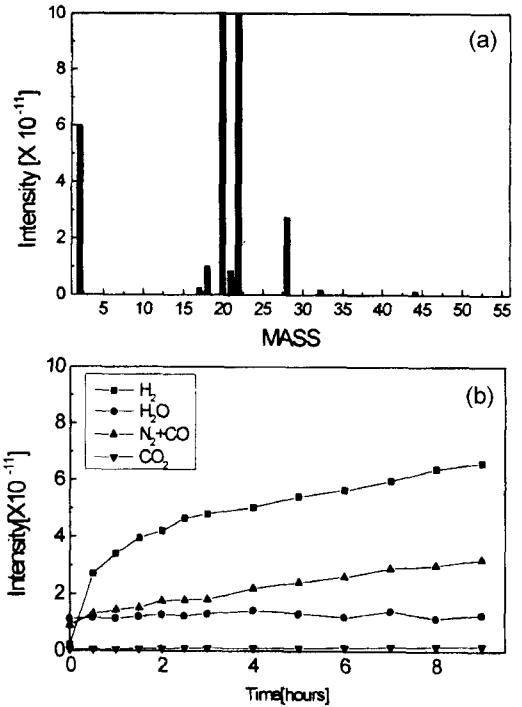 (a)
Intensity [X 10⁻¹¹]
10
8
6
4
2
0
5 10 15 20 25 30 35 40 45 50 55
MASS
(b)
H₂
H₂O
N₂+CO
CO₂
Intensity[X10⁻¹¹]
10
8
6
4
2
0
0 2 4 6 8
Time[hours]